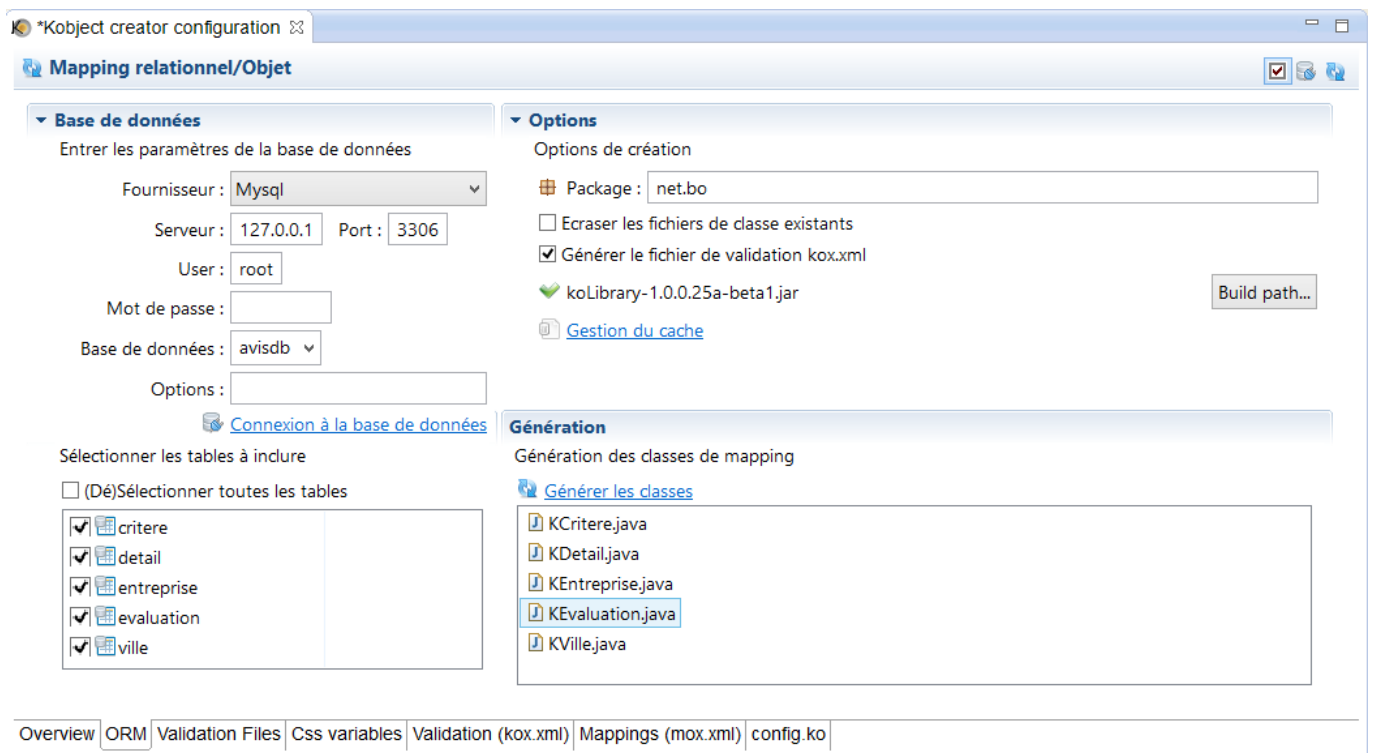 *Kobject creator configuration
Mapping relationnel/Objet
Base de données
Entrer les paramètres de la base de données
Fournisseur : Mysql
Serveur : 127.0.0.1 Port : 3306
User : root
Mot de passe :
Base de données : avisdb
Options :
Connexion à la base de données
Sélectionner les tables à inclure
(Dé)Sélectionner toutes les tables
critere
detail
entreprise
evaluation
ville
Options
Options de création
Package : net.bo
Ecraser les fichiers de classe existants
Générer le fichier de validation kox.xml
koLibrary-1.0.0.25a-beta1.jar Build path...
Gestion du cache
Génération
Génération des classes de mapping
Générer les classes
KCritere.java
KDetail.java
KEntreprise.java
KEvaluation.java
KVille.java
Overview ORM Validation Files Css variables Validation (kox.xml) Mappings (mox.xml) config.ko